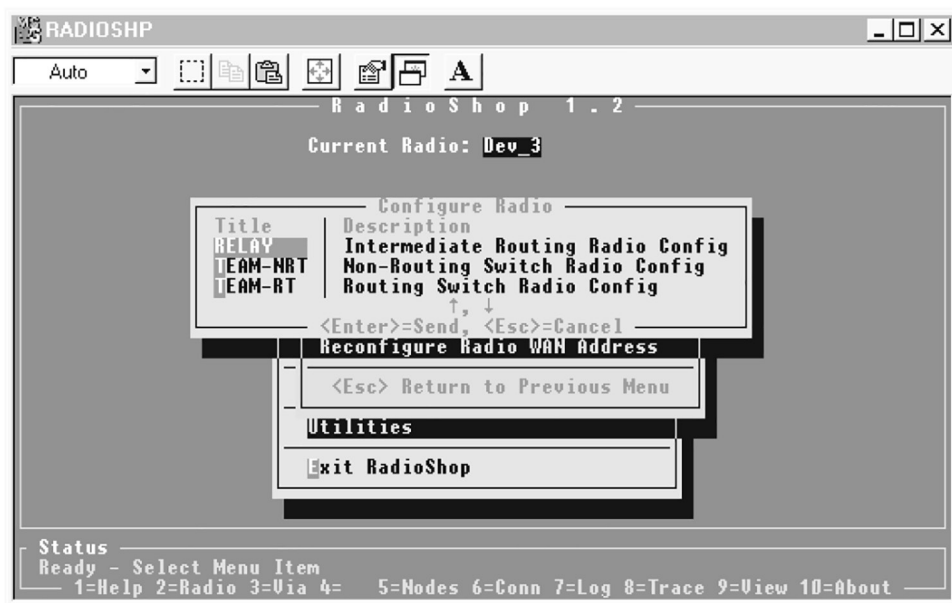 RADIOSHP
Auto
A
RadioShop 1.2
Current Radio: Dev_3
Configure Radio
Title | Description
RELAY | Intermediate Routing Radio Config
TEAM-NRT | Non-Routing Switch Radio Config
TEAM-RT | Routing Switch Radio Config
↑, ↓
<Enter>=Send, <Esc>=Cancel
Reconfigure Radio WAN Address
<Esc> Return to Previous Menu
Utilities
Exit RadioShop
Status
Ready - Select Menu Item
1=Help 2=Radio 3=Via 4= 5=Nodes 6=Conn 7=Log 8=Trace 9=View 10=About